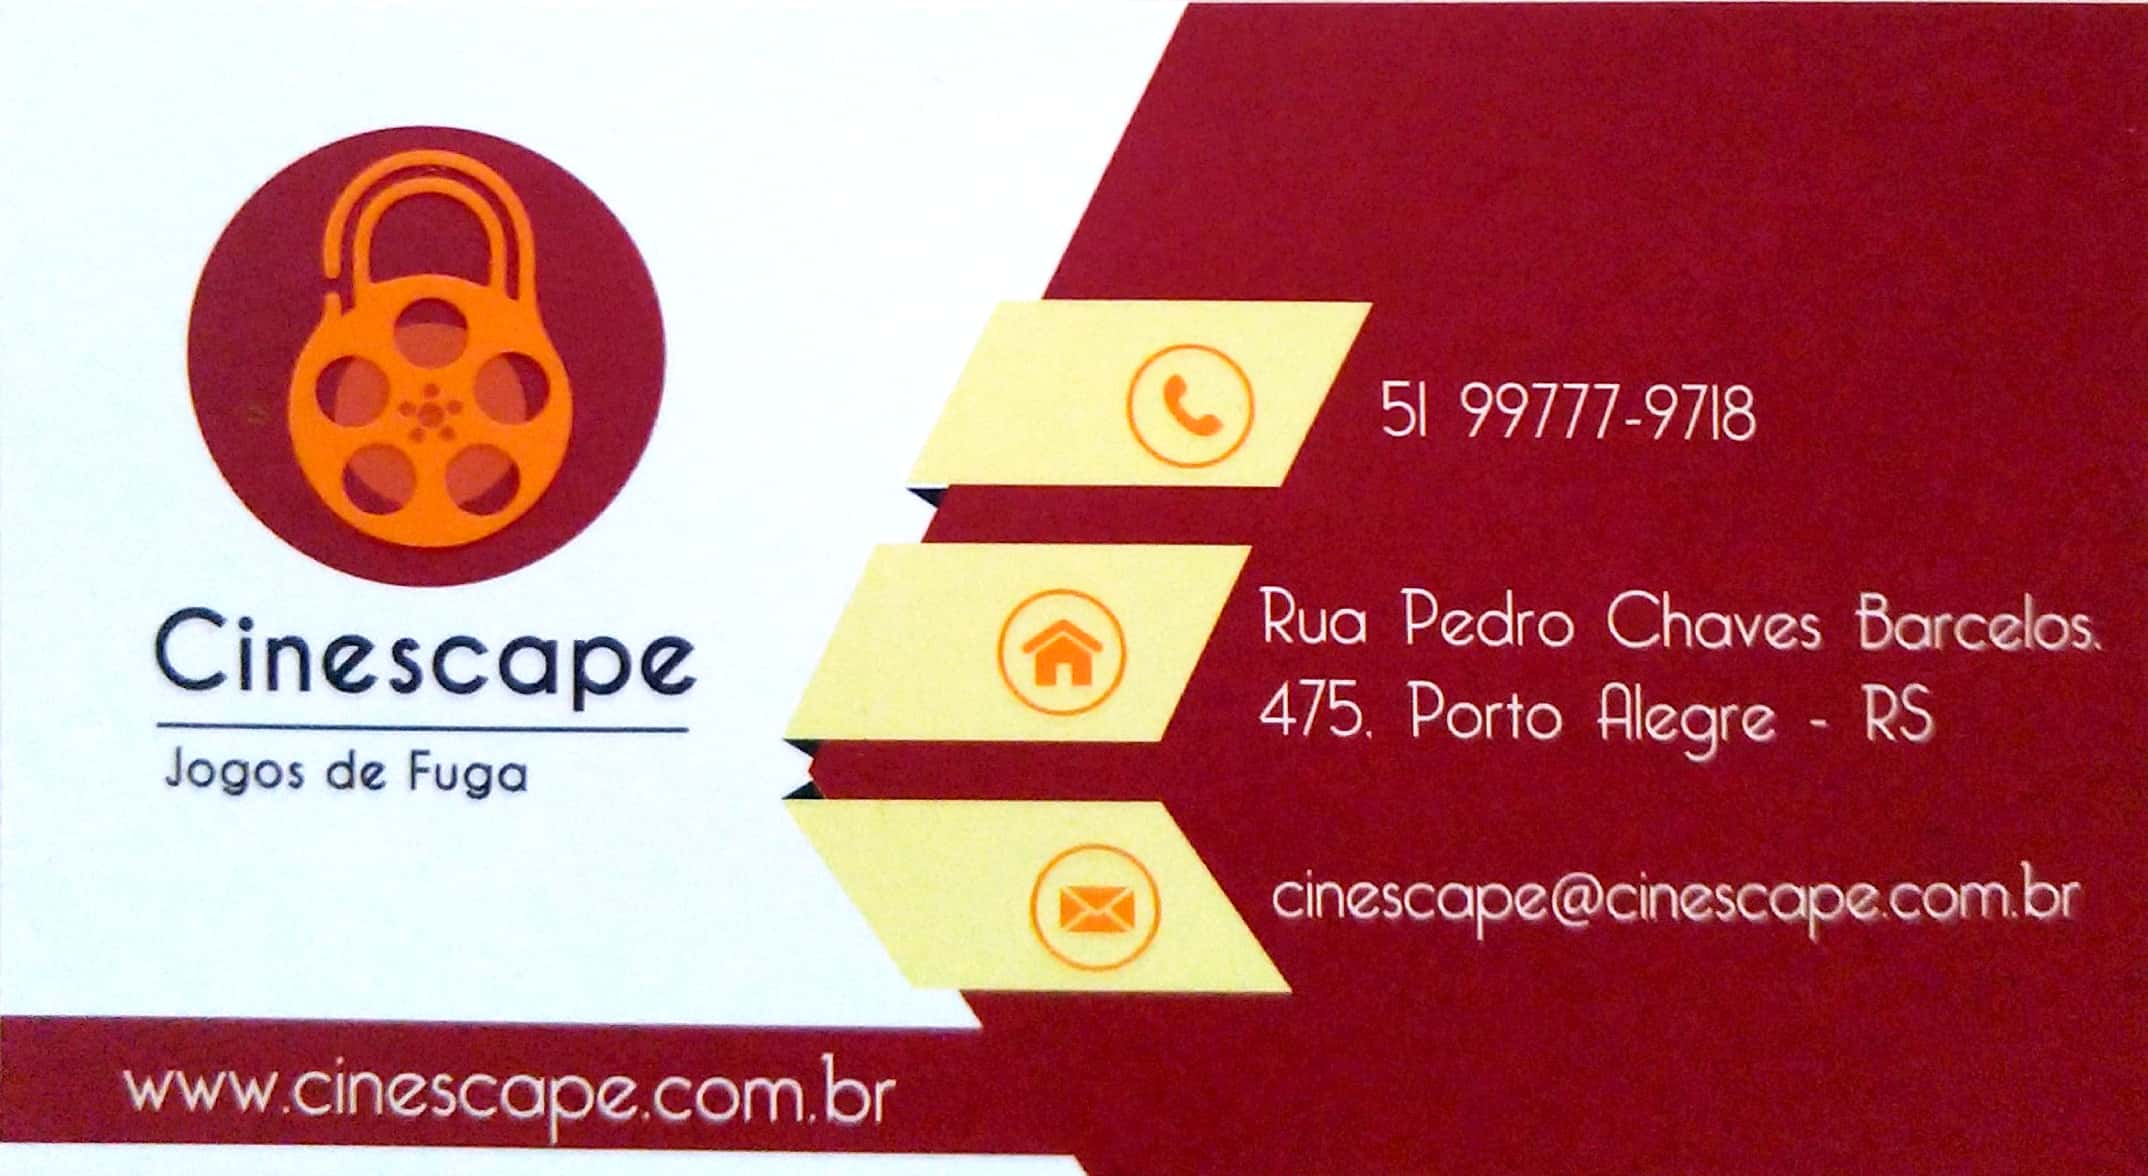 Cinescape
Jogos de Fuga
51 99777-9718
Rua Pedro Chaves Barcelos,
475, Porto Alegre - RS
cinescape@cinescape.com.br
www.cinescape.com.br